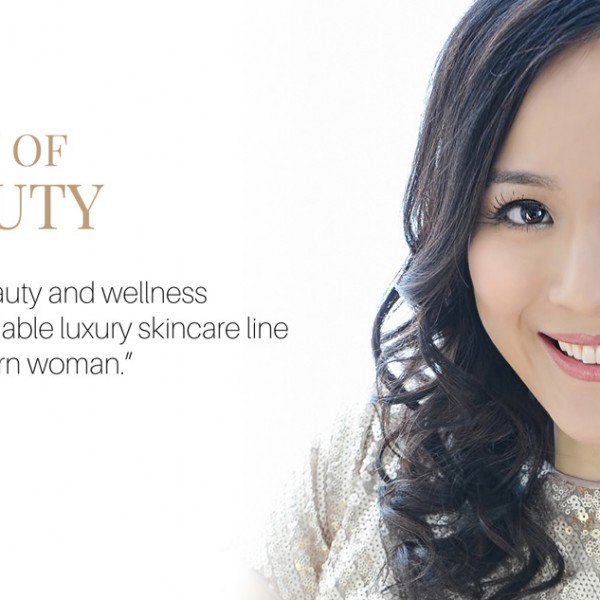 OF
UTY
auty and wellness
able luxury skincare line
rn woman.”